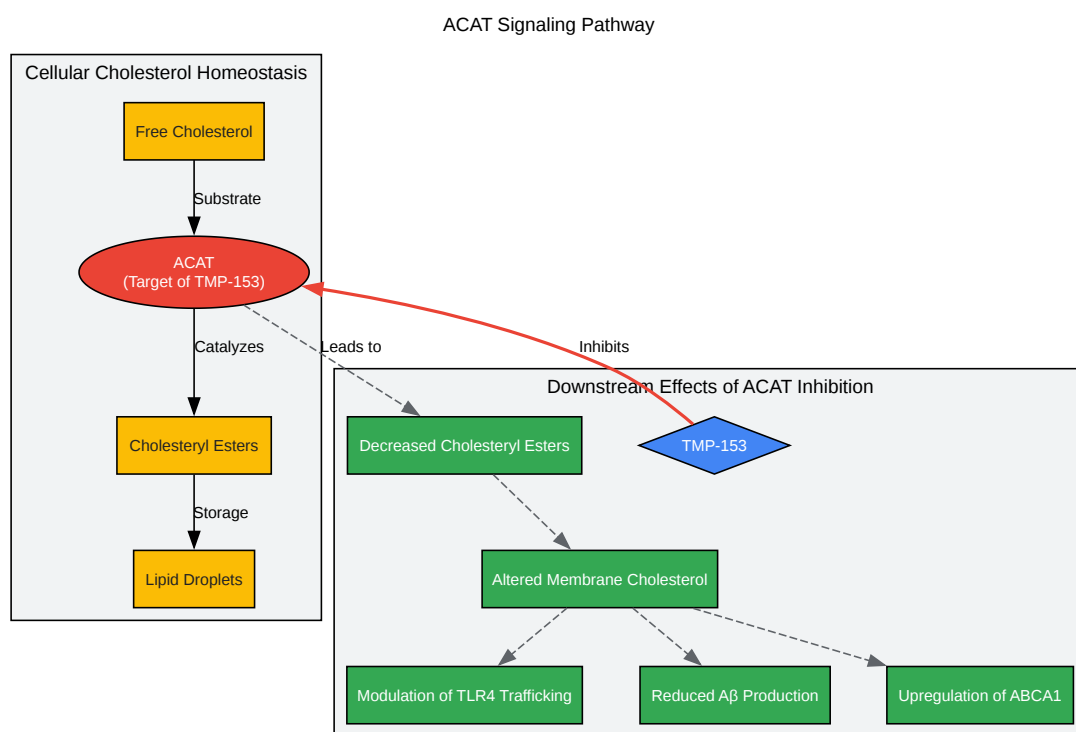 ACAT Signaling Pathway
Cellular Cholesterol Homeostasis
Free Cholesterol
Substrate
ACAT
(Target of TMP-153)
Catalyzes
Leads to
Inhibits
Downstream Effects of ACAT Inhibition
Cholesteryl Esters
Decreased Cholesteryl Esters
TMP-153
Storage
Lipid Droplets
Altered Membrane Cholesterol
Modulation of TLR4 Trafficking
Reduced Aβ Production
Upregulation of ABCA1